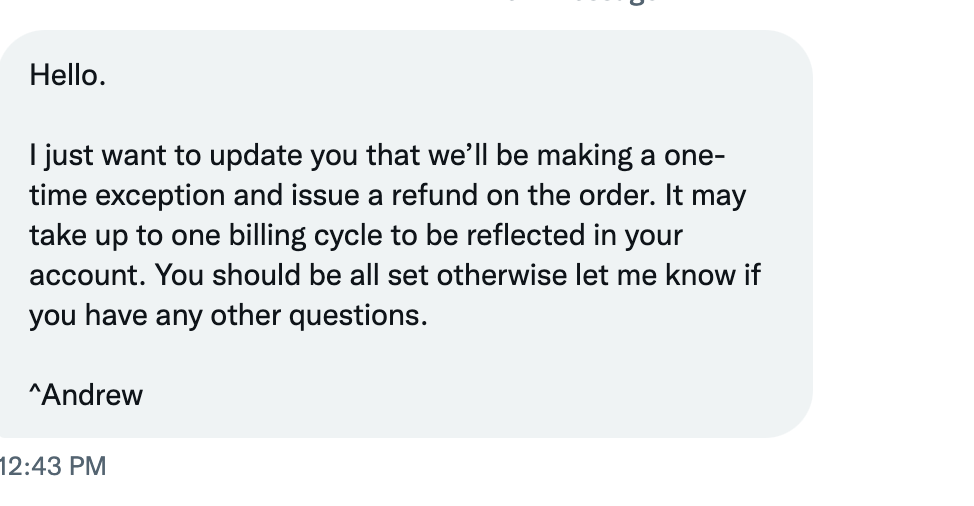 Hello.
I just want to update you that we’ll be making a one-
time exception and issue a refund on the order. It may
take up to one billing cycle to be reflected in your
account. You should be all set otherwise let me know if
you have any other questions.
^Andrew
12:43 PM